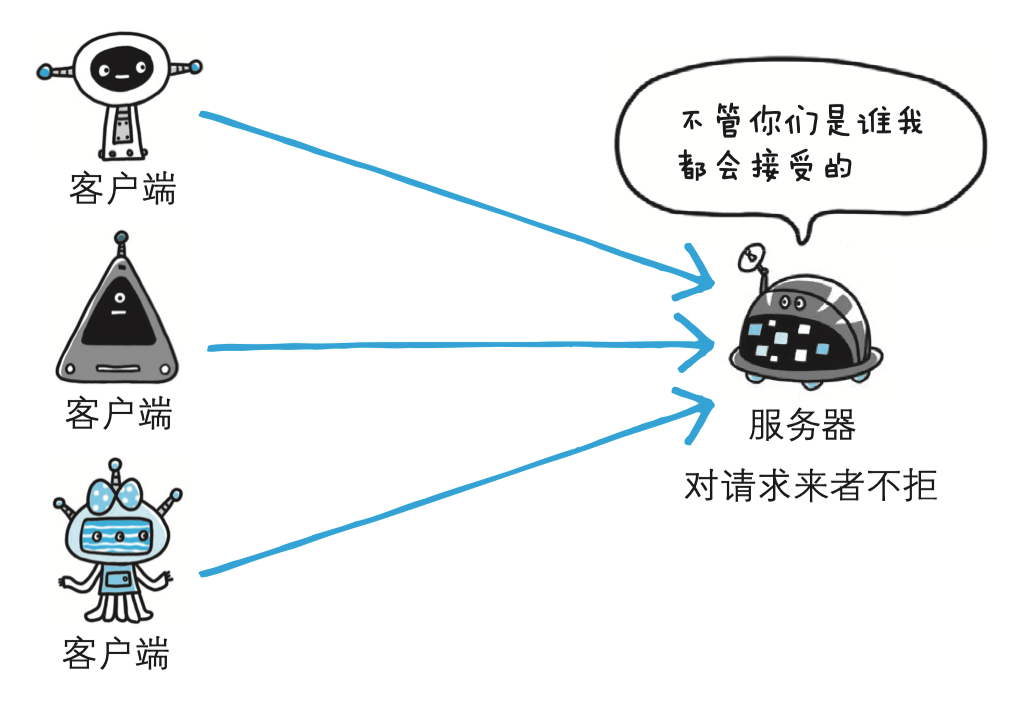 不管你们是谁我
都会接受的
客户端
客户端
服务器
对请求来者不拒
客户端